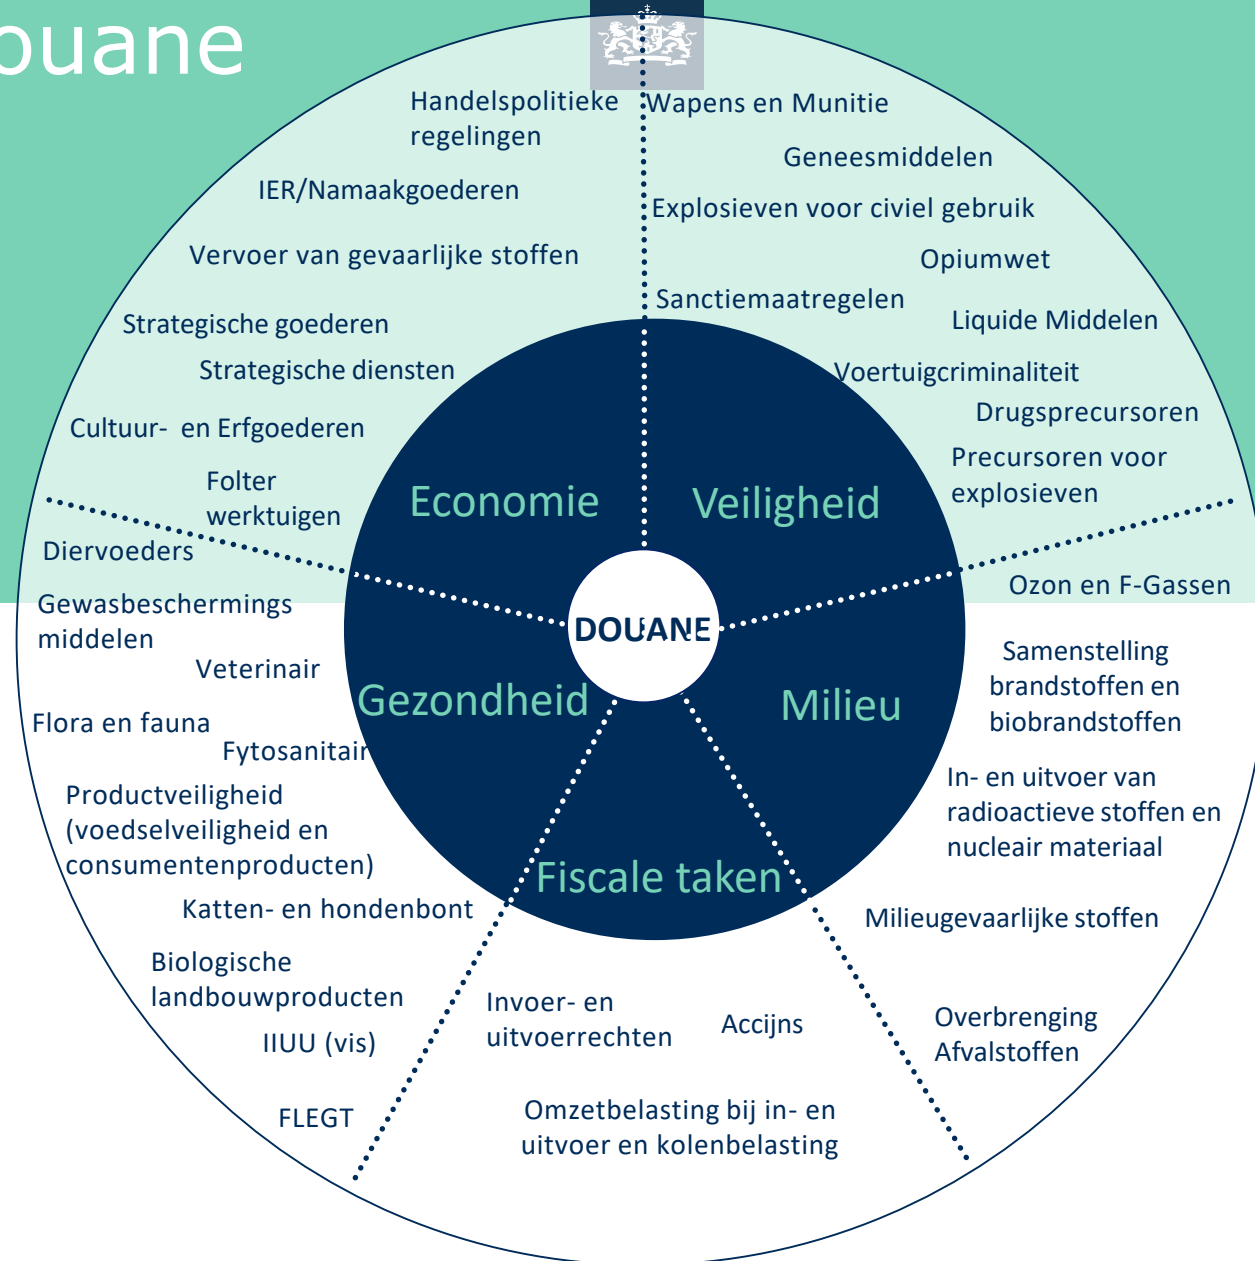 ouane
Handelspolitieke
regelingen
IER/Namaakgoederen
Vervoer van gevaarlijke stoffen
Strategische goederen
Strategische diensten
Cultuur- en Erfgoederen
Folter
werktuigen
Wapens en Munitie
Geneesmiddelen
Explosieven voor civiel gebruik
Opiumwet
Sanctiemaatregelen
Liquide Middelen
Voertuigcriminaliteit
Drugsprecursoren
Precursoren voor
explosieven
Economie
Veiligheid
DOUANE
Gezondheid
Milieu
Fiscale taken
Diervoeders
Gewasbeschermings
middelen
Veterinair
Flora en fauna
Fytosanitair
Productveiligheid
(voedselveiligheid en
consumentenproducten)
Katten- en hondenbont
Biologische
landbouwproducten
IIUU (vis)
FLEGT
Ozon en F-Gassen
Samenstelling
brandstoffen en
biobrandstoffen
In- en uitvoer van
radioactieve stoffen en
nucleair materiaal
Milieugevaarlijke stoffen
Overbrenging
Afvalstoffen
Invoer- en
uitvoerrechten
Accijns
Omzetbelasting bij in- en
uitvoer en kolenbelasting